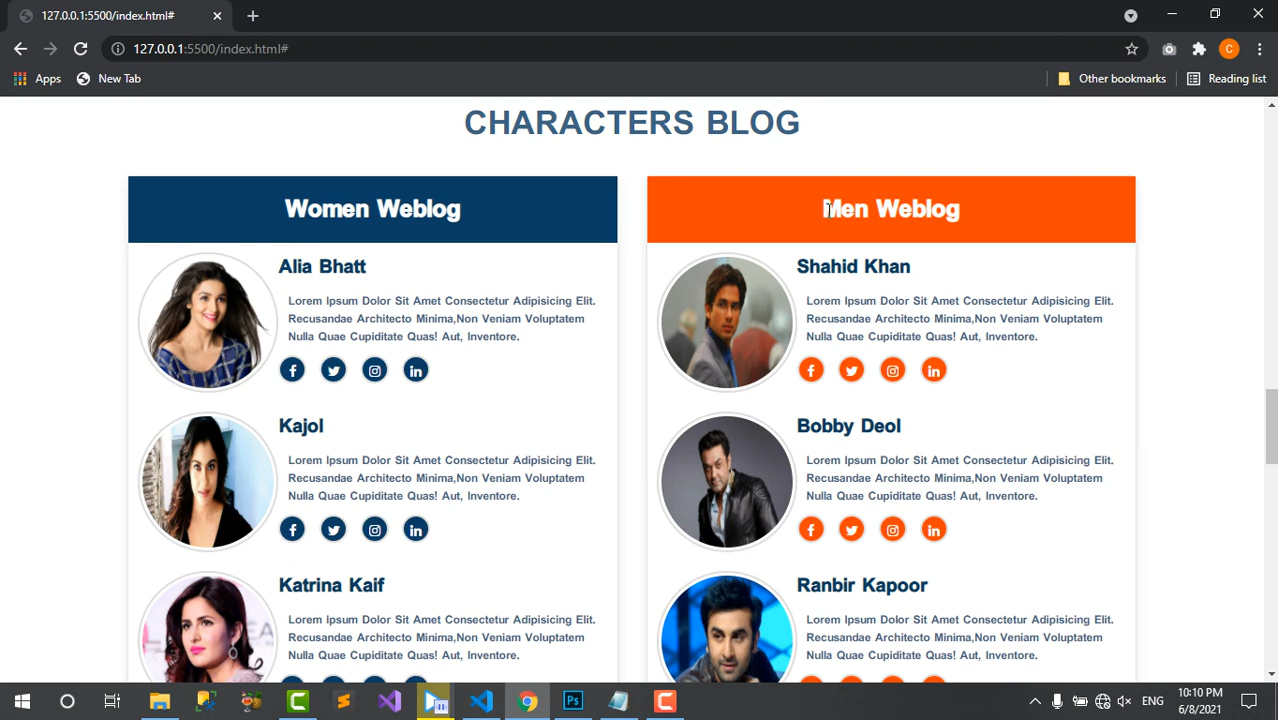 127.0.0.1:5500/index.html#
127.0.0.1:5500/index.html#
C
Apps
New Tab
Other bookmarks
Reading list
CHARACTERS BLOG
Women Weblog
Men Weblog
Alia Bhatt
Lorem Ipsum Dolor Sit Amet Consectetur Adipisicing Elit.
Recusandae Architecto Minima,Non Veniam Voluptatem
Nulla Quae Cupiditate Quas! Aut, Inventore.
Shahid Khan
Lorem Ipsum Dolor Sit Amet Consectetur Adipisicing Elit.
Recusandae Architecto Minima,Non Veniam Voluptatem
Nulla Quae Cupiditate Quas! Aut, Inventore.
Kajol
Lorem Ipsum Dolor Sit Amet Consectetur Adipisicing Elit.
Recusandae Architecto Minima,Non Veniam Voluptatem
Nulla Quae Cupiditate Quas! Aut, Inventore.
Bobby Deol
Lorem Ipsum Dolor Sit Amet Consectetur Adipisicing Elit.
Recusandae Architecto Minima,Non Veniam Voluptatem
Nulla Quae Cupiditate Quas! Aut, Inventore.
Katrina Kaif
Lorem Ipsum Dolor Sit Amet Consectetur Adipisicing Elit.
Recusandae Architecto Minima,Non Veniam Voluptatem
Nulla Quae Cupiditate Quas! Aut, Inventore.
Ranbir Kapoor
Lorem Ipsum Dolor Sit Amet Consectetur Adipisicing Elit.
Recusandae Architecto Minima,Non Veniam Voluptatem
Nulla Quae Cupiditate Quas! Aut, Inventore.
Ps
ENG
10:10 PM
6/8/2021